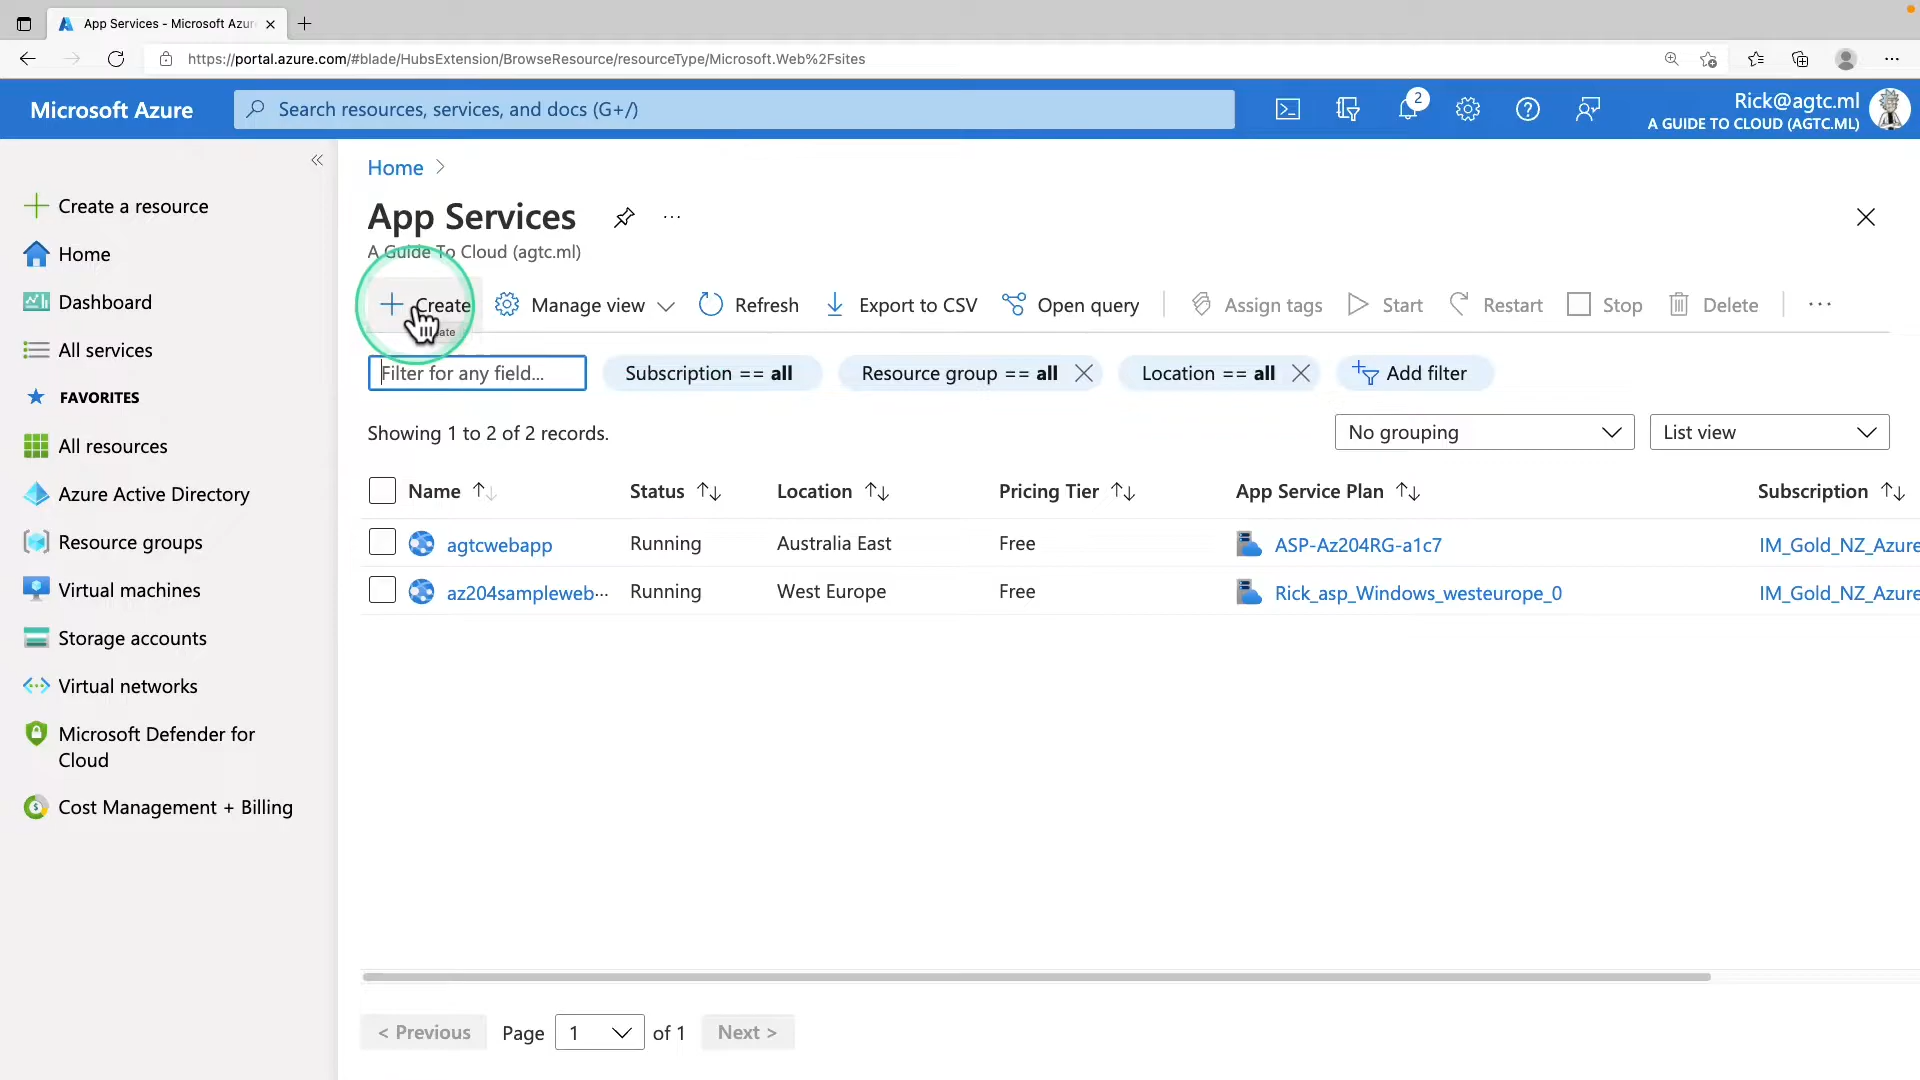 App Services - Microsoft Azur
https://portal.azure.com/#blade/HubsExtension/BrowseResource/resourceType/Microsoft.Web%2Fsites
Microsoft Azure
Search resources, services, and docs (G+/)
2
Rick@agtc.ml
A GUIDE TO CLOUD (AGTC.ML)
Create a resource
Home
Dashboard
All services
FAVORITES
All resources
Azure Active Directory
Resource groups
Virtual machines
Storage accounts
Virtual networks
Microsoft Defender for
Cloud
Cost Management + Billing
Home
App Services
A Guide To Cloud (agtc.ml)
Create Manage view Refresh Export to CSV Open query Assign tags Start Restart Stop Delete
Filter for any field... Subscription == all Resource group == all Location == all Add filter
Showing 1 to 2 of 2 records. No grouping List view
Name Status Location Pricing Tier App Service Plan Subscription
agtcwebapp Running Australia East Free ASP-Az204RG-a1c7 IM_Gold_NZ_Azure
az204sampleweb... Running West Europe Free Rick_asp_Windows_westeurope_0 IM_Gold_NZ_Azure
< Previous Page 1 of 1 Next >